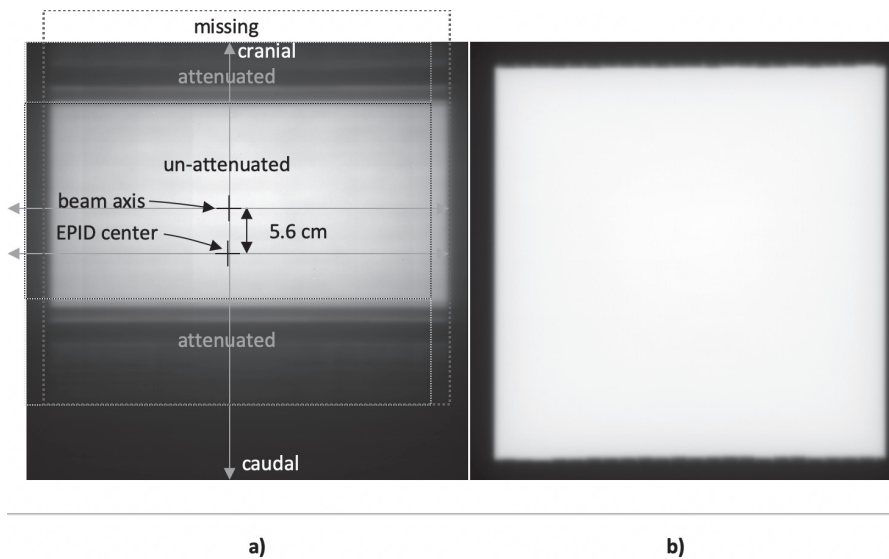 missing
cranial
attenuated
un-attenuated
beam axis
EPID center
5.6 cm
attenuated
caudal
a)
b)